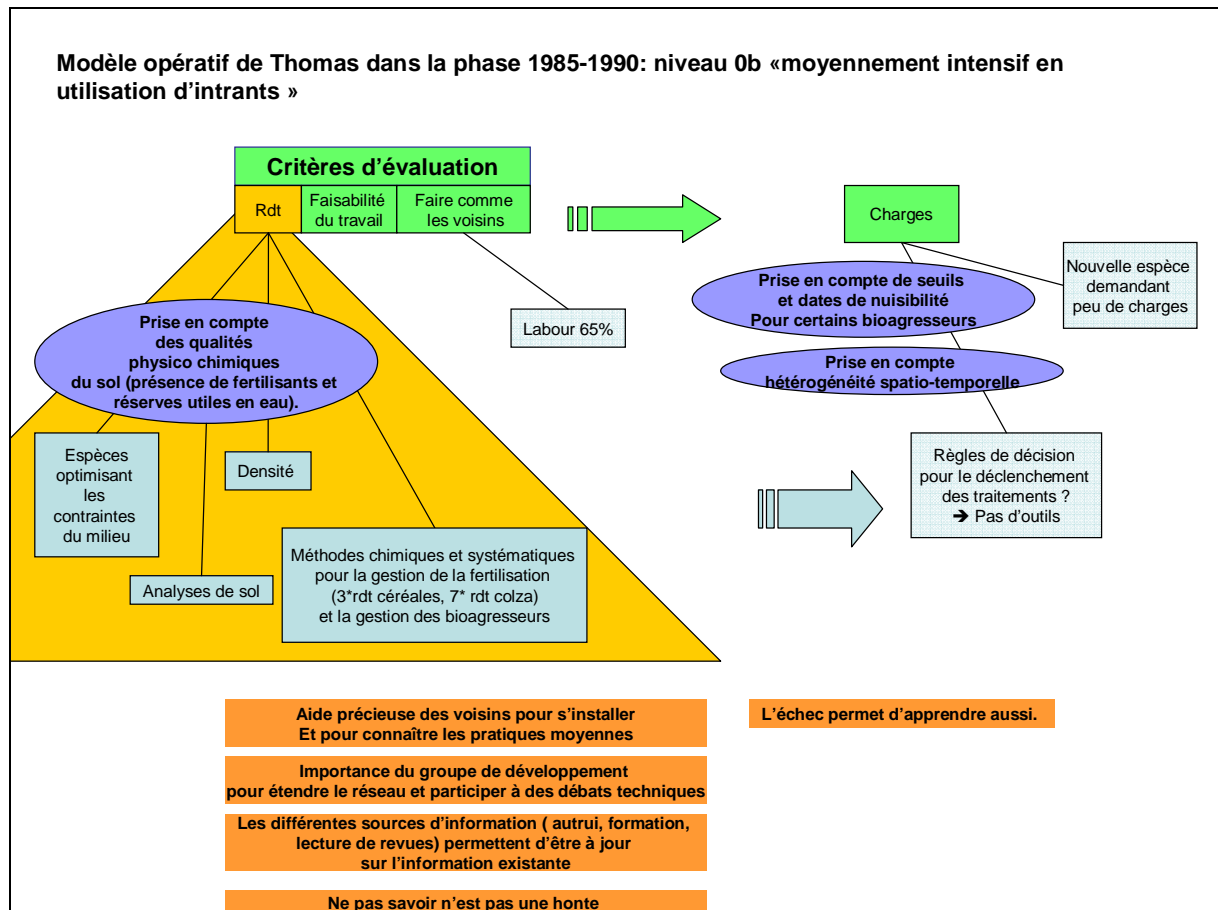 Modèle opératif de Thomas dans la phase 1985-1990: niveau 0b «moyennement intensif en
utilisation d'intrants »
Critères d'évaluation
Rdt
Faisabilité
du travail
Faire comme
les voisins
Charges
Prise en compte de seuils
et dates de nuisibilité
Pour certains bioagresseurs
Nouvelle espèce
demandant
peu de charges
Labour 65%
Prise en compte
des qualités
physico chimiques
du sol (présence de fertilisants et
réserves utiles en eau).
Prise en compte
hétérogénéité spatio-temporelle
Espèces
optimisant
les
contraintes
du milieu
Densité
Règles de décision
pour le déclenchement
des traitements ?
➔ Pas d'outils
Analyses de sol
Méthodes chimiques et systématiques
pour la gestion de la fertilisation
(3*rdt céréales, 7* rdt colza)
et la gestion des bioagresseurs
Aide précieuse des voisins pour s'installer
Et pour connaître les pratiques moyennes
L'échec permet d'apprendre aussi.
Importance du groupe de développement
pour étendre le réseau et participer à des débats techniques
Les différentes sources d'information ( autrui, formation,
lecture de revues) permettent d'être à jour
sur l'information existante
Ne pas savoir n'est pas une honte